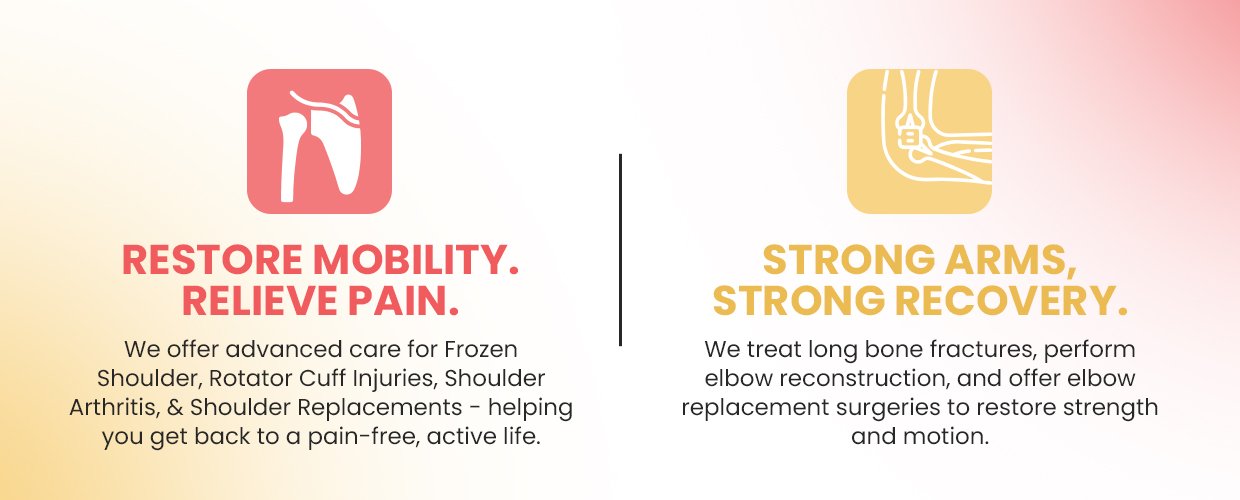 RESTORE MOBILITY.
RELIEVE PAIN.
We offer advanced care for Frozen
Shoulder, Rotator Cuff Injuries, Shoulder
Arthritis, & Shoulder Replacements - helping
you get back to a pain-free, active life.
STRONG ARMS,
STRONG RECOVERY.
We treat long bone fractures, perform
elbow reconstruction, and offer elbow
replacement surgeries to restore strength
and motion.